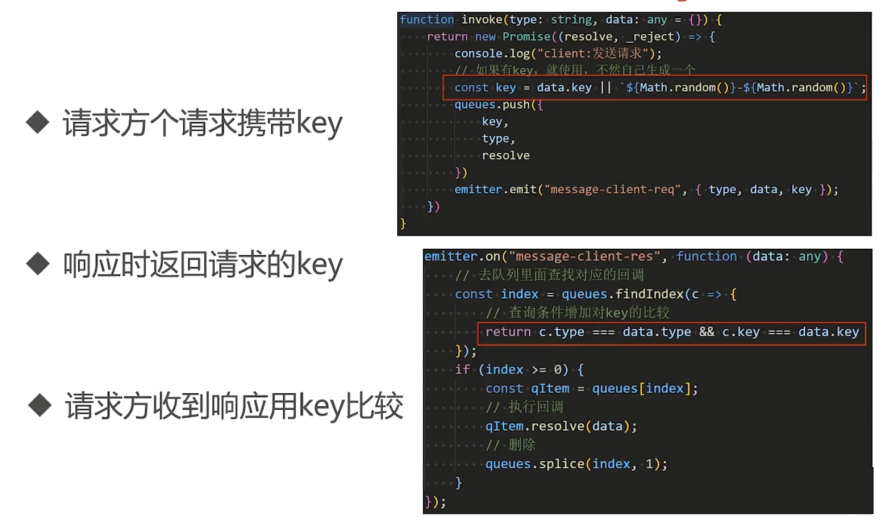 function invoke(type: string, data: any = {}) {
return new Promise((resolve, _reject) => {
console.log("client:发送请求");
// 如果有key，就使用，不然自己生成一个
const key = data.key || `${Math.random()}-${Math.random()}`;
queues.push({
key,
type,
resolve
})
emitter.emit("message-client-req", { type, data, key });
})
}
◆ 请求方个请求携带key
◆ 响应时返回请求的key
◆ 请求方收到响应用key比较
emitter.on("message-client-res", function (data: any) {
// 去队列里面查找对应的回调
const index = queues.findIndex(c => {
// 查询条件增加对key的比较
return c.type === data.type && c.key === data.key
});
if (index >= 0) {
const qItem = queues[index];
// 执行回调
qItem.resolve(data);
// 删除
queues.splice(index, 1);
}
});